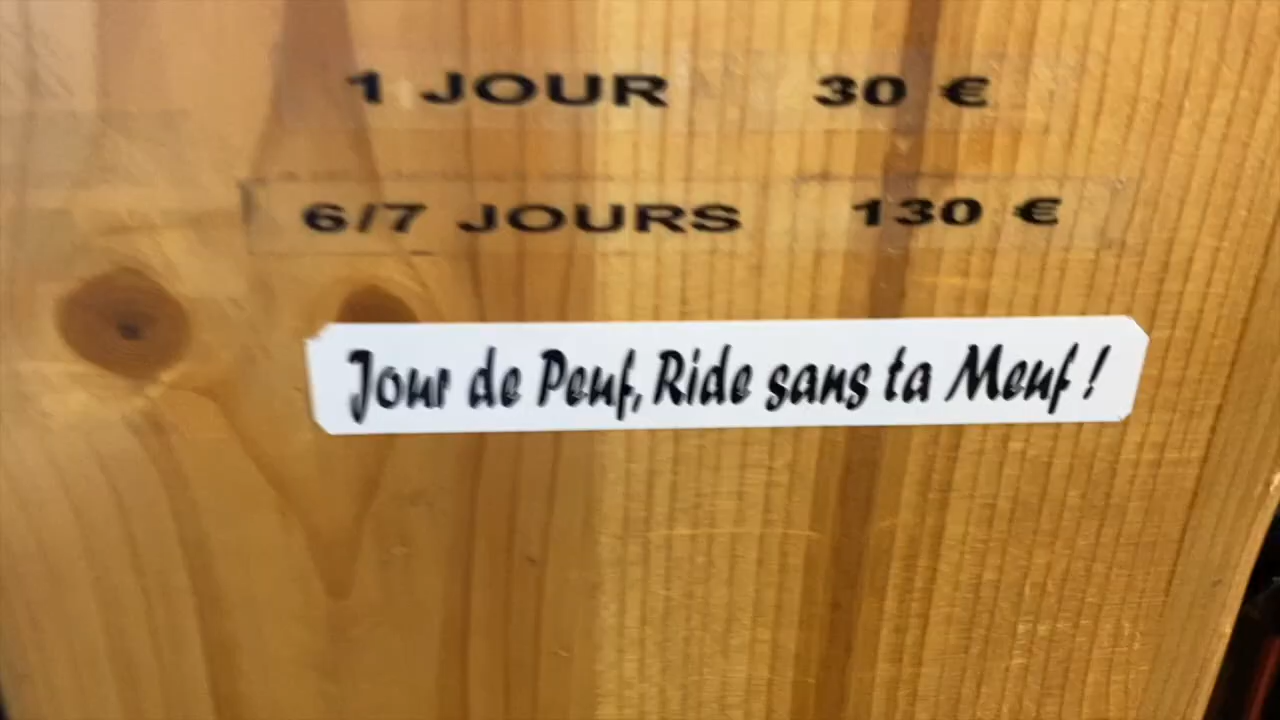 1 JOUR 30 €
6/7 JOURS 130 €
Jour de Peuf, Ride sans ta Meuf !